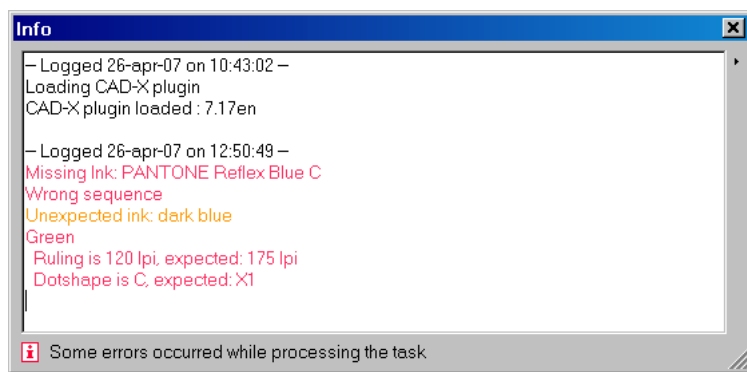 Info
– Logged 26-apr-07 on 10:43:02 –
Loading CAD-X plugin
CAD-X plugin loaded : 7.17en
– Logged 26-apr-07 on 12:50:49 –
Missing Ink: PANTONE Reflex Blue C
Wrong sequence
Unexpected ink: dark blue
Green
Ruling is 120 lpi, expected: 175 lpi
Dotshape is C, expected: X1
Some errors occurred while processing the task